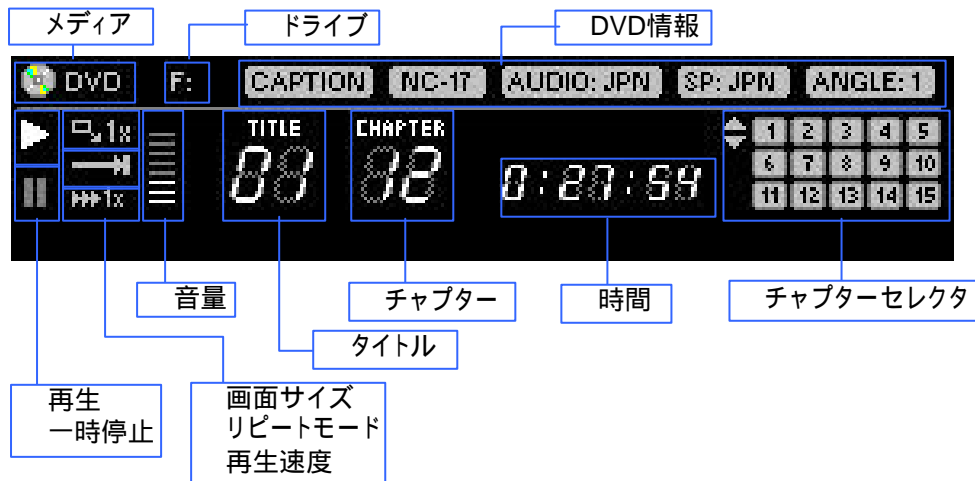 メディア
ドライブ
DVD情報
DVD
F:
CAPTION
NC-17
AUDIO: JPN
SP: JPN
ANGLE: 1
1x
TITLE
CHAPTER
1 2 3 4 5
01
12
0:27:54
6 7 8 9 10
1x
11 12 13 14 15
音量
チャプター
時間
チャプターセレクタ
タイトル
再生
一時停止
画面サイズ
リピートモード
再生速度